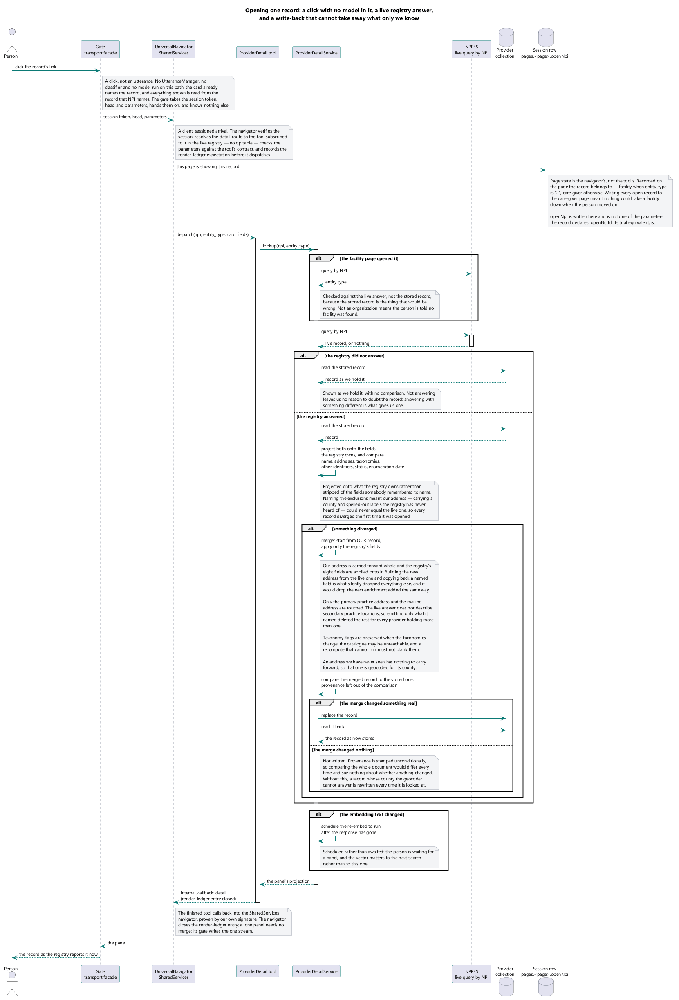 Opening one record: a click with no model in it, a live registry answer,
and a write-back that cannot take away what only we know
Person
Gate
transport facade
UniversalNavigator
SharedServices
ProviderDetail tool
ProviderDetailService
NPPES
live query by NPI
Provider
collection
Session row
pages.<page>.openNpi
click the record's link
A click, not an utterance. No UtteranceManager, no
classifier and no model run on this path: the card already
names the record, and everything shown is read from the
record that NPI names. The gate takes the session token,
head and parameters, hands them on, and knows nothing else.
session token, head, parameters
A client_sessioned arrival. The navigator verifies the
session, resolves the detail route to the tool subscribed
to it in the live registry — no op table — checks the
parameters against the tool's contract, and records the
render-ledger expectation before it dispatches.
this page is showing this record
Page state is the navigator's, not the tool's. Recorded on
the page the record belongs to — facility when entity_type
is "2", care giver otherwise. Writing every open record to
the care-giver page meant nothing could take a facility
down when the person moved on.
openNpi is written here and is not one of the parameters
the record declares. openNctId, its trial equivalent, is.
dispatch(npi, entity_type, card fields)
lookup(npi, entity_type)
alt [the facility page opened it]
query by NPI
entity type
Checked against the live answer, not the stored record,
because the stored record is the thing that would be
wrong. Not an organization means the person is told no
facility was found.
query by NPI
live record, or nothing
alt [the registry did not answer]
read the stored record
record as we hold it
Shown as we hold it, with no comparison. Not answering
leaves us no reason to doubt the record; answering with
something different is what gives us one.
[the registry answered]
read the stored record
record
project both onto the fields
the registry owns, and compare
name, addresses, taxonomies,
other identifiers, status, enumeration date
Projected onto what the registry owns rather than
stripped of the fields somebody remembered to name.
Naming the exclusions meant our address — carrying a
county and spelled-out labels the registry has never
heard of — could never equal the live one, so every
record diverged the first time it was opened.
alt [something diverged]
merge: start from OUR record,
apply only the registry's fields
Our address is carried forward whole and the registry's
eight fields are applied onto it. Building the new
address from the live one and copying back a named
field is what silently dropped everything else, and it
would drop the next enrichment added the same way.
Only the primary practice address and the mailing
address are touched. The live answer does not describe
secondary practice locations, so emitting only what it
named deleted the rest for every provider holding more
than one.
Taxonomy flags are preserved when the taxonomies
change: the catalogue may be unreachable, and a
recompute that cannot run must not blank them.
An address we have never seen has nothing to carry
forward, so that one is geocoded for its county.
compare the merged record to the stored one,
provenance left out of the comparison
alt [the merge changed something real]
replace the record
read it back
the record as now stored
[the merge changed nothing]
Not written. Provenance is stamped unconditionally,
so comparing the whole document would differ every
time and say nothing about whether anything changed.
Without this, a record whose county the geocoder
cannot answer is rewritten every time it is looked at.
alt [the embedding text changed]
schedule the re-embed to run
after the response has gone
Scheduled rather than awaited: the person is waiting for
a panel, and the vector matters to the next search
rather than to this one.
the panel's projection
internal_callback: detail
(render-ledger entry closed)
The finished tool calls back into the SharedServices
navigator, proven by our own signature. The navigator
closes the render-ledger entry; a lone panel needs no
merge; its gate writes the one stream.
the panel
the record as the registry reports it now
Person
Gate
transport facade
UniversalNavigator
SharedServices
ProviderDetail tool
ProviderDetailService
NPPES
live query by NPI
Provider
collection
Session row
pages.<page>.openNpi